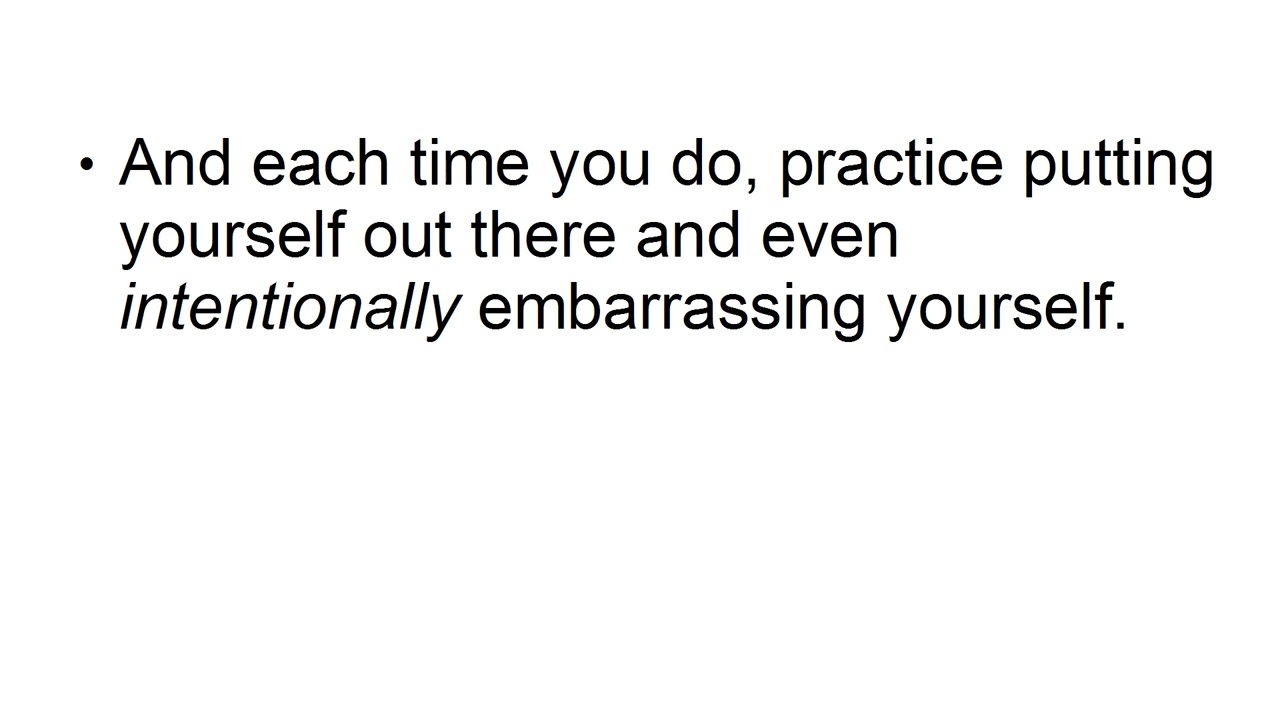 • And each time you do, practice putting
yourself out there and even
intentionally embarrassing yourself.